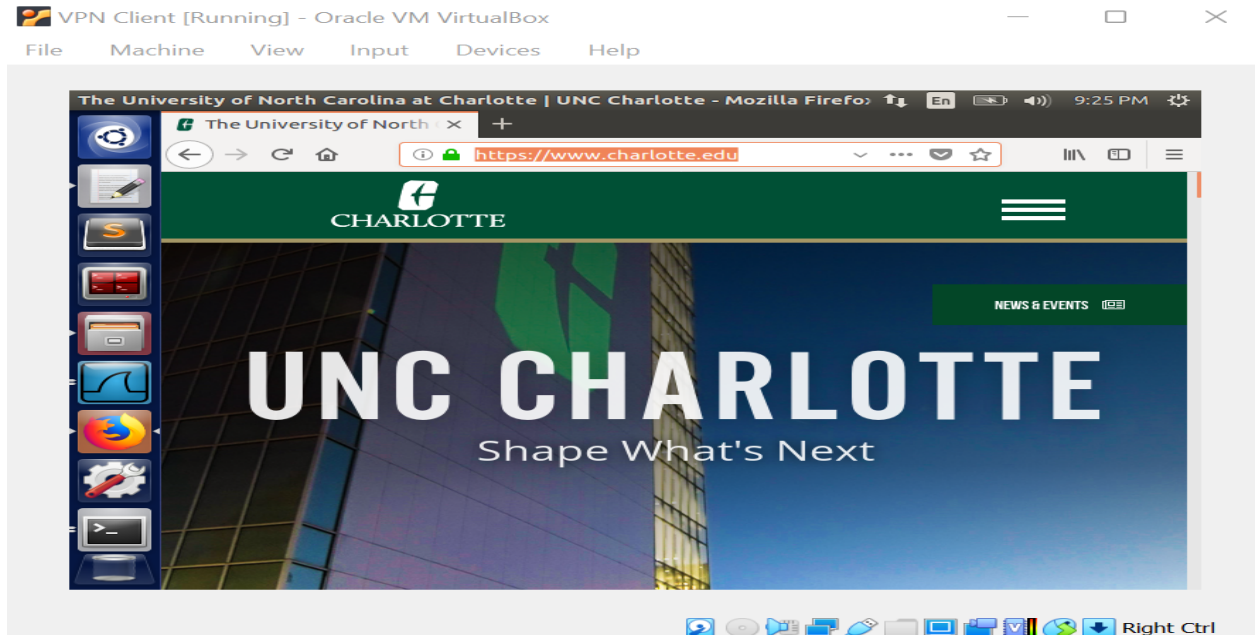 VPN Client [Running] - Oracle VM VirtualBox
File Machine View Input Devices Help
The University of North Carolina at Charlotte | UNC Charlotte - Mozilla Firefox En 9:25 PM
The University of North
https://www.charlotte.edu
CHARLOTTE
NEWS & EVENTS
UNC CHARLOTTE
Shape What's Next
Right Ctrl